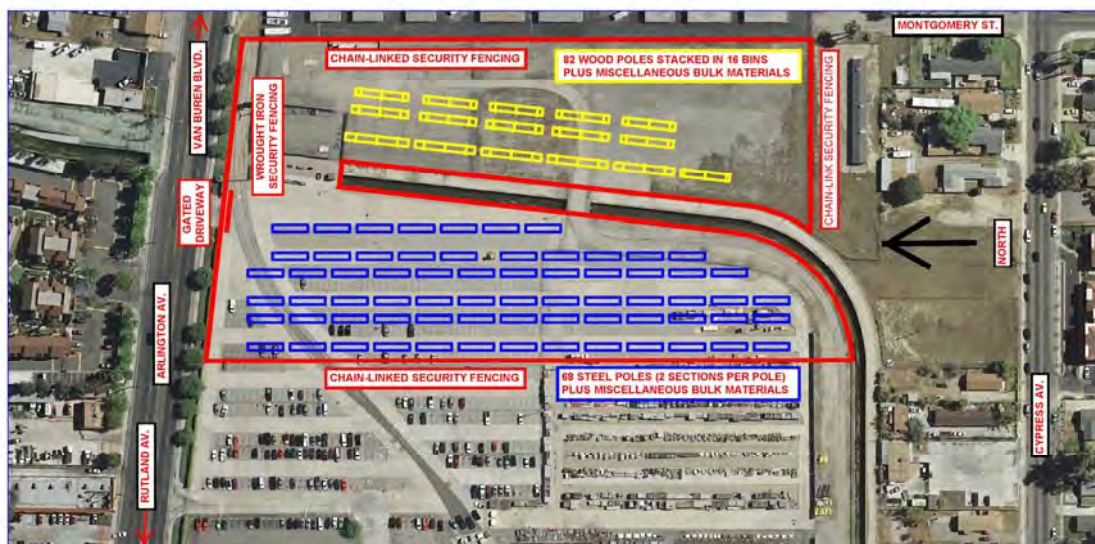 MONTGOMERY ST.
VAN BUREN BLVD.
CHAIN-LINKED SECURITY FENCING
82 WOOD POLES STACKED IN 16 BINS
PLUS MISCELLANEOUS BULK MATERIALS
WROUGHT IRON
SECURITY FENCING
CHAIN-LINK SECURITY FENCING
GATED
DRIVEWAY
NORTH
ARLINGTON AV.
CHAIN-LINKED SECURITY FENCING
69 STEEL POLES (2 SECTIONS PER POLE)
PLUS MISCELLANEOUS BULK MATERIALS
CYPRESS AV.
RUTLAND AV.